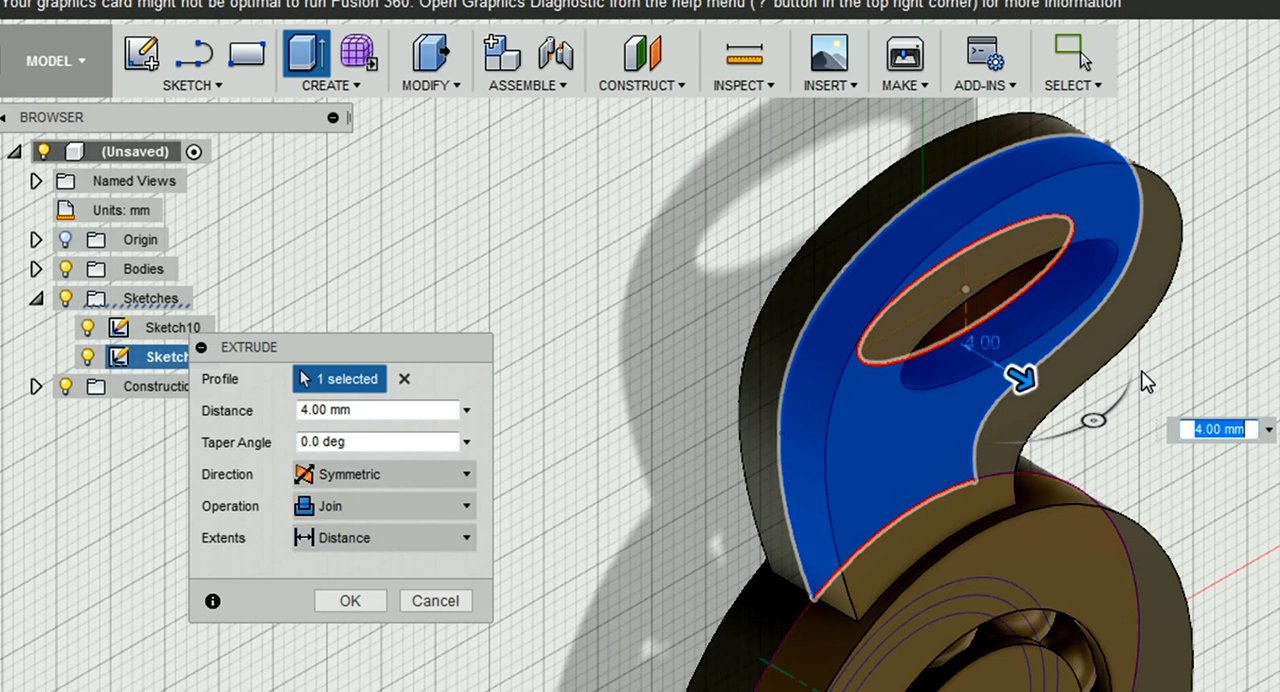 Your graphics card might not be optimal to run Fusion 360. Open Graphics Diagnostic from the help menu ('?' button in the top right corner) for more information
MODEL
SKETCH
CREATE
MODIFY
ASSEMBLE
CONSTRUCT
INSPECT
INSERT
MAKE
ADD-INS
SELECT
BROWSER
(Unsaved)
Named Views
Units: mm
Origin
Bodies
Sketches
Sketch10
Sketch
Constructic
EXTRUDE
Profile 1 selected
Distance 4.00 mm
Taper Angle 0.0 deg
Direction Symmetric
Operation Join
Extents Distance
OK Cancel
4.00
4.00 mm